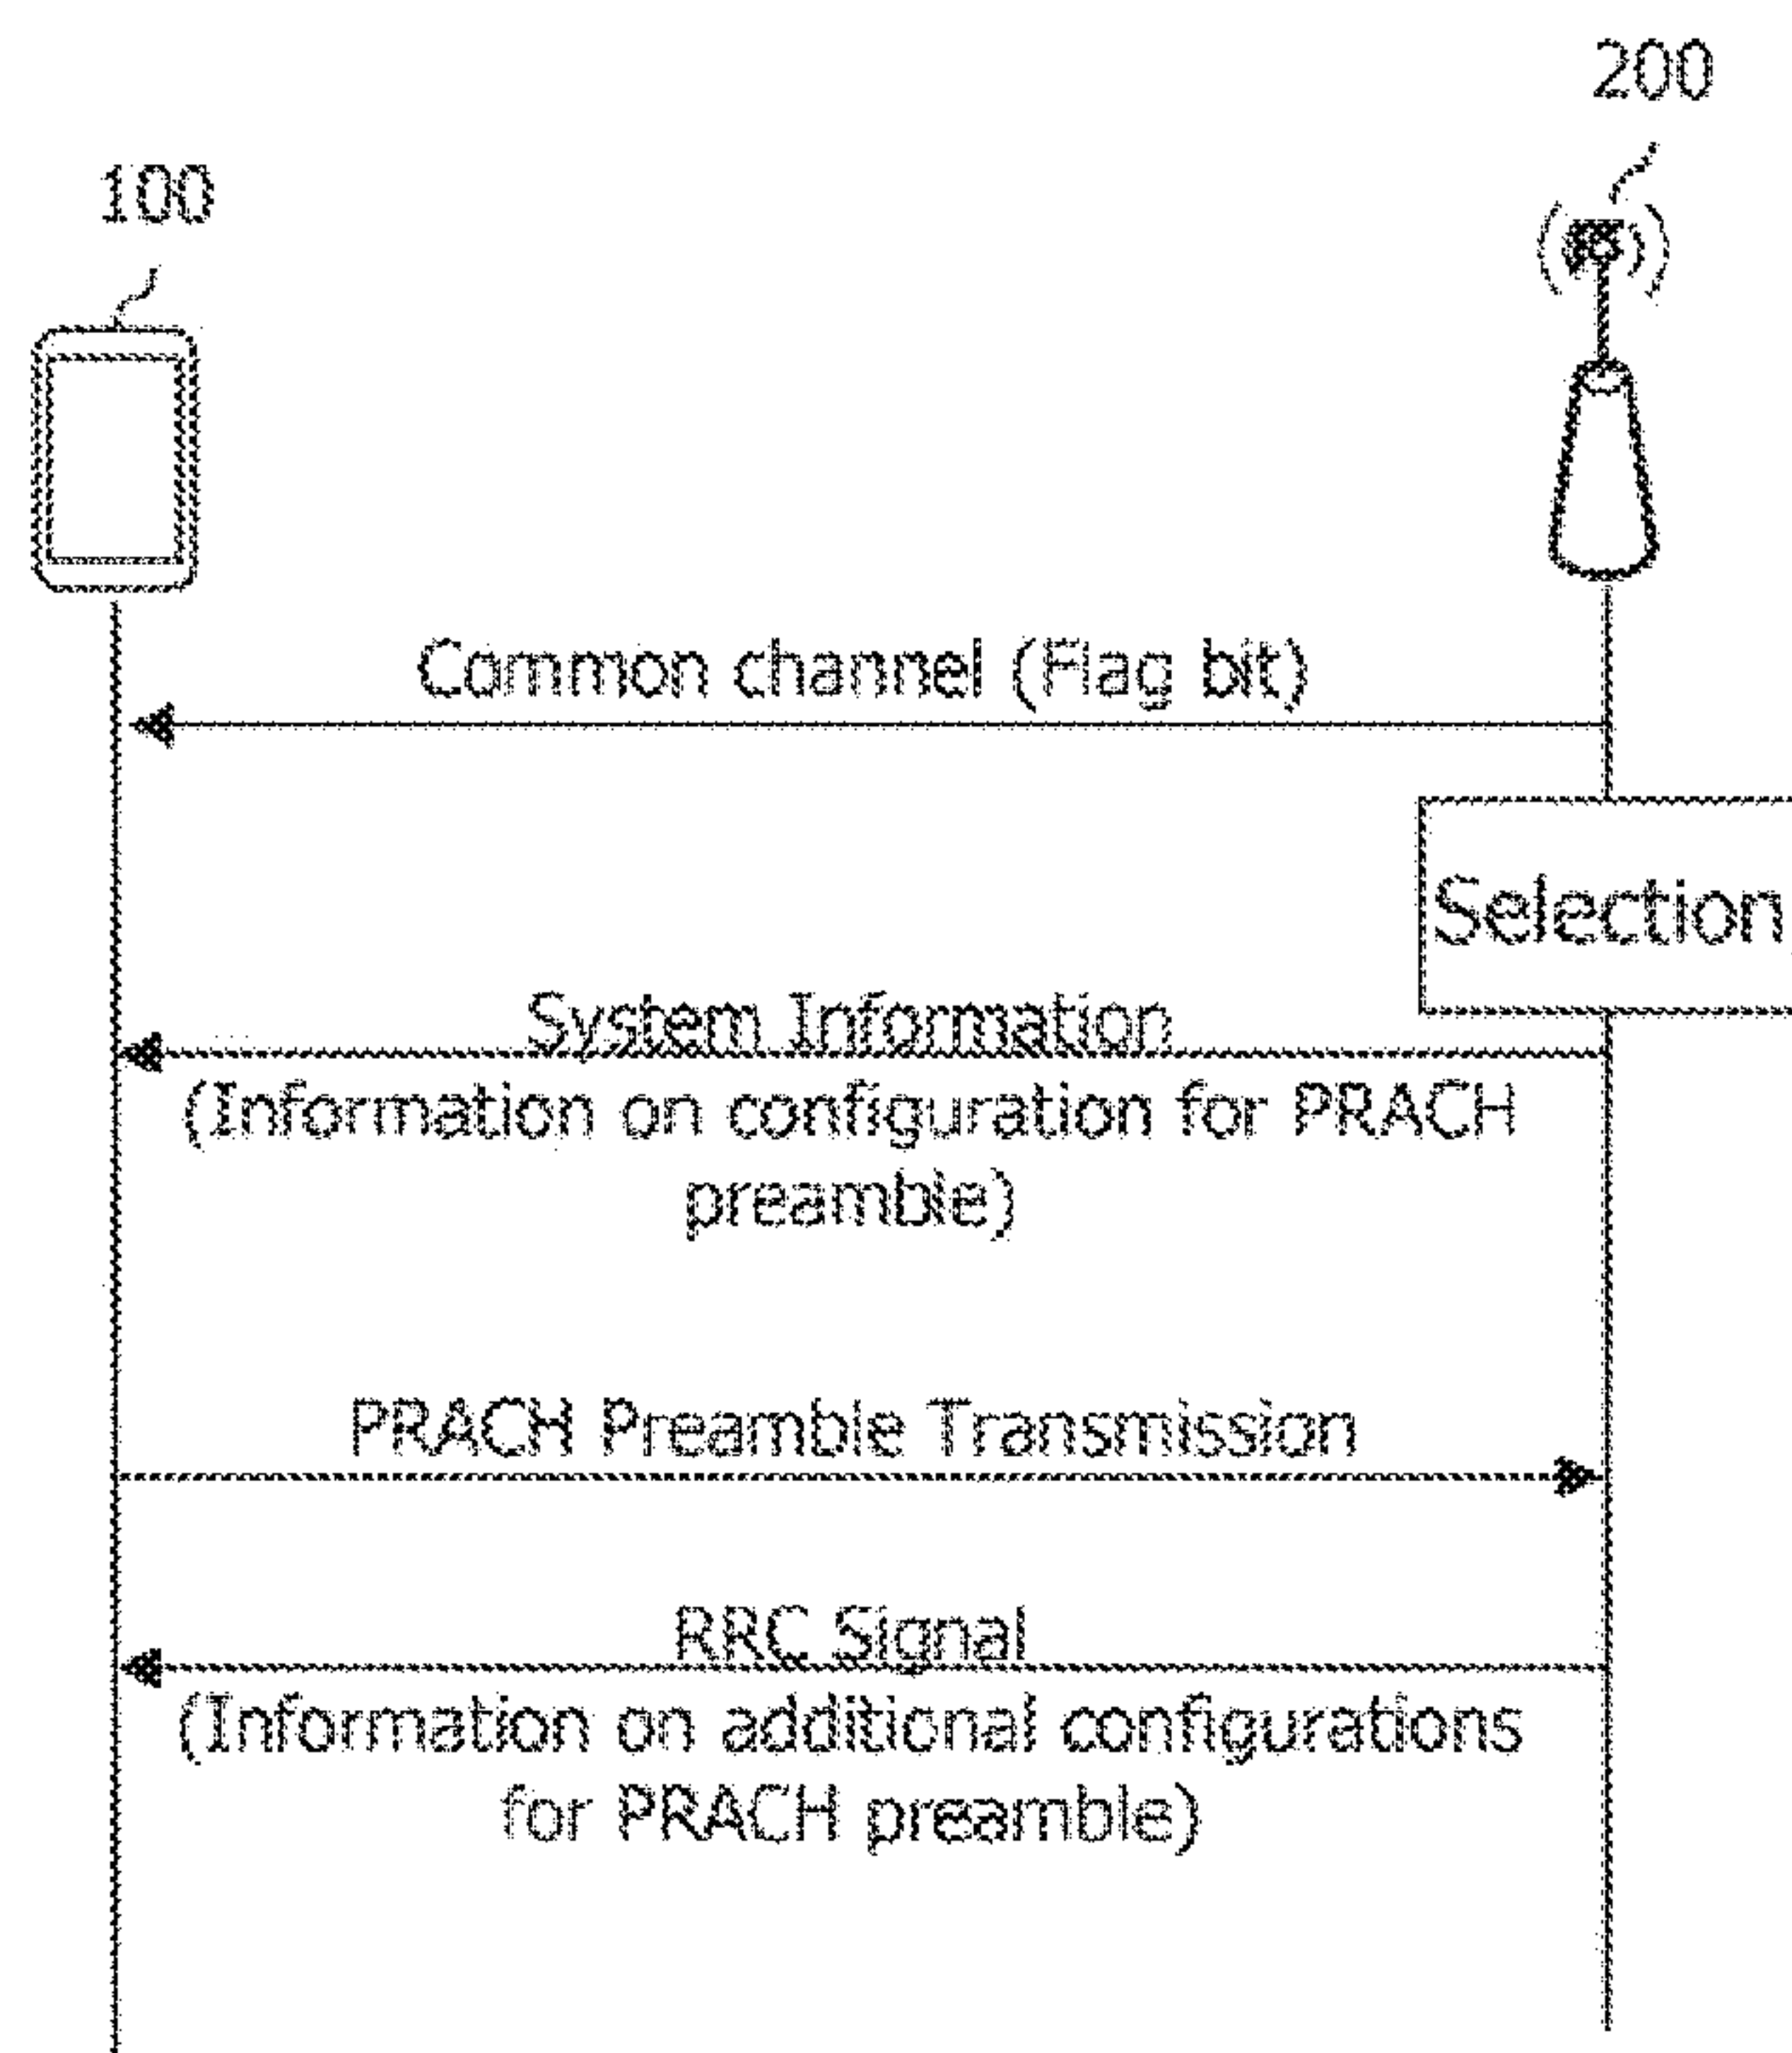 200
100
Common channel (Flag bit)
Selection
System Information
(Information on configuration for PRACH
preamble)
PRACH Preamble Transmission
RRC Signal
(Information on additional configurations
for PRACH preamble)